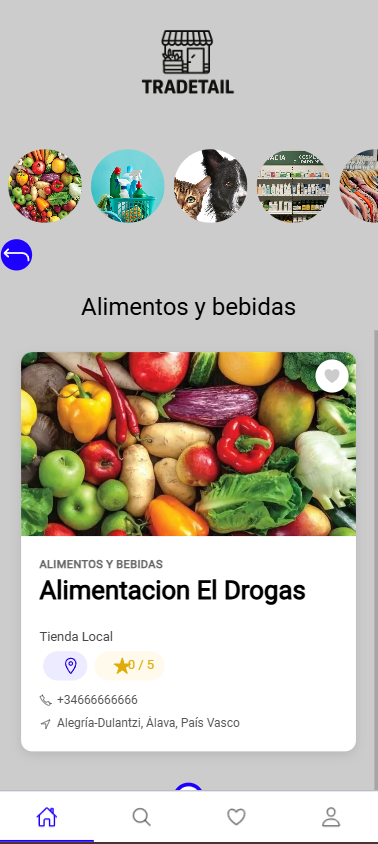 TRADETAIL
Alimentos y bebidas
ALIMENTOS Y BEBIDAS
Alimentacion El Drogas
Tienda Local
0 / 5
+34666666666
Alegría-Dulantzi, Álava, País Vasco